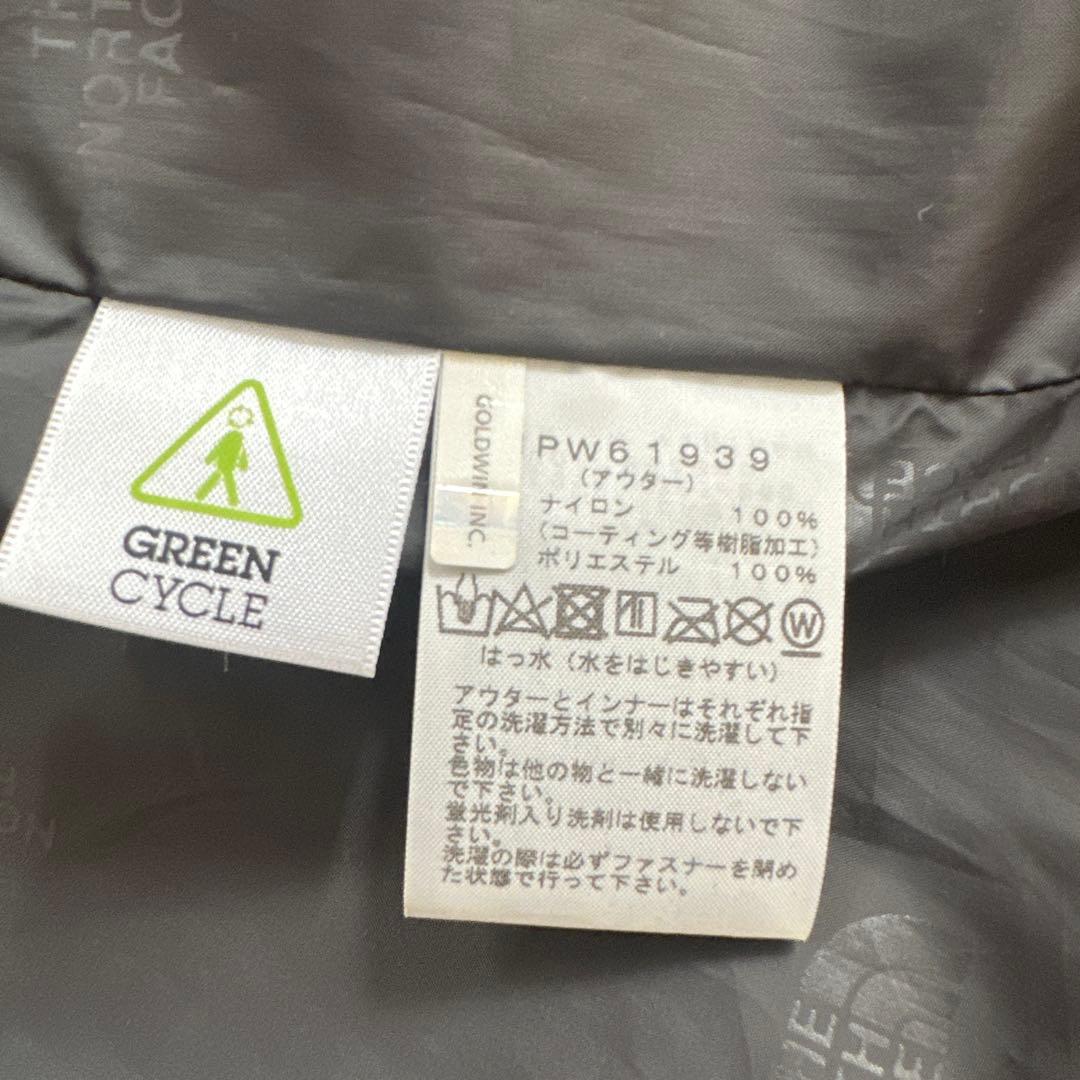 THE
NORTH
FACE
GREEN
CYCLE
GOLDWIN INC.
PW61939
(アウター)
ナイロン 100%
(コーティング等樹脂加工)
ポリエステル 100%
W
はっ水(水をはじきやすい)
アウターとインナーはそれぞれ指
定の洗濯方法で別々に洗濯して下
さい。
色物は他の物と一緒に洗濯しない
で下さい。
蛍光剤入り洗剤は使用しないで下
さい。
洗濯の際は必ずファスナーを閉め
た状態で行って下さい。
THE